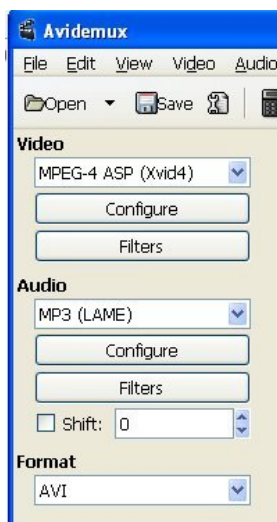 Avidemux
File Edit View Video Audio
Open Save
Video
MPEG-4 ASP (Xvid4)
Configure
Filters
Audio
MP3 (LAME)
Configure
Filters
Shift: 0
Format
AVI